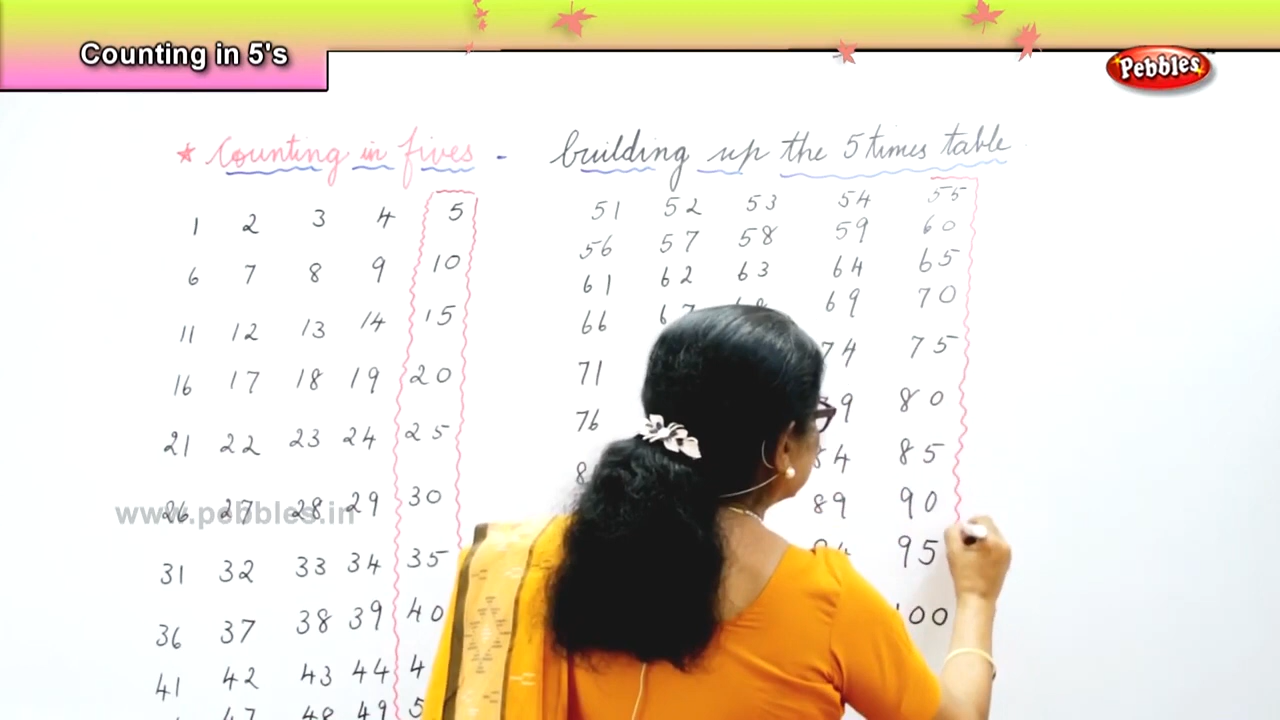 Counting in 5's
Pebbles
★ Counting in fives - building up the 5 times table
1 2 3 4 5 51 52 53 54 55
6 7 8 9 10 56 57 58 59 60
11 12 13 14 15 61 62 63 64 65
16 17 18 19 20 66 69 70
21 22 23 24 25 71 74 75
26 27 28 29 30 76 80
31 32 33 34 35 85
36 37 38 39 40 89 90
41 42 43 44 95
47 48 49 100
www.pebbles.in